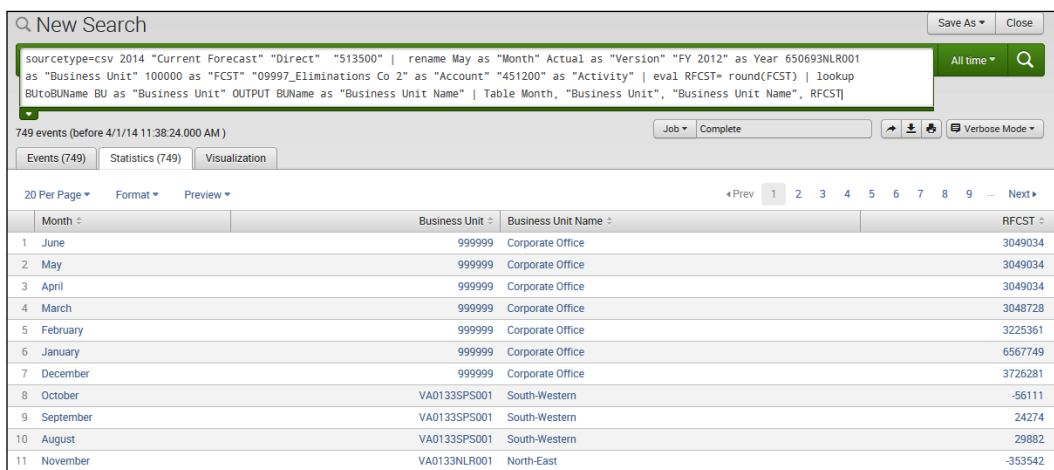 New Search
Save As Close
sourcetype=csv 2014 "Current Forecast" "Direct" "513500" | rename May as "Month" Actual as "Version" "FY 2012" as Year 650693NLR001
as "Business Unit" 100000 as "FCST" "09997_Eliminations Co 2" as "Account" "451200" as "Activity" | eval RFCST= round(FCST) | lookup
BUtoBUName BU as "Business Unit" OUTPUT BUName as "Business Unit Name" | Table Month, "Business Unit", "Business Unit Name", RFCST
All time
749 events (before 4/1/14 11:38:24.000 AM )
Job Complete Verbose Mode
Events (749) Statistics (749) Visualization
20 Per Page Format Preview
Prev 1 2 3 4 5 6 7 8 9 ... Next
Month Business Unit Business Unit Name RFCST
1 June 999999 Corporate Office 3049034
2 May 999999 Corporate Office 3049034
3 April 999999 Corporate Office 3049034
4 March 999999 Corporate Office 3048728
5 February 999999 Corporate Office 3225361
6 January 999999 Corporate Office 6567749
7 December 999999 Corporate Office 3726281
8 October VA0133SPS001 South-Western -56111
9 September VA0133SPS001 South-Western 24274
10 August VA0133SPS001 South-Western 29882
11 November VA0133NLR001 North-East -353542